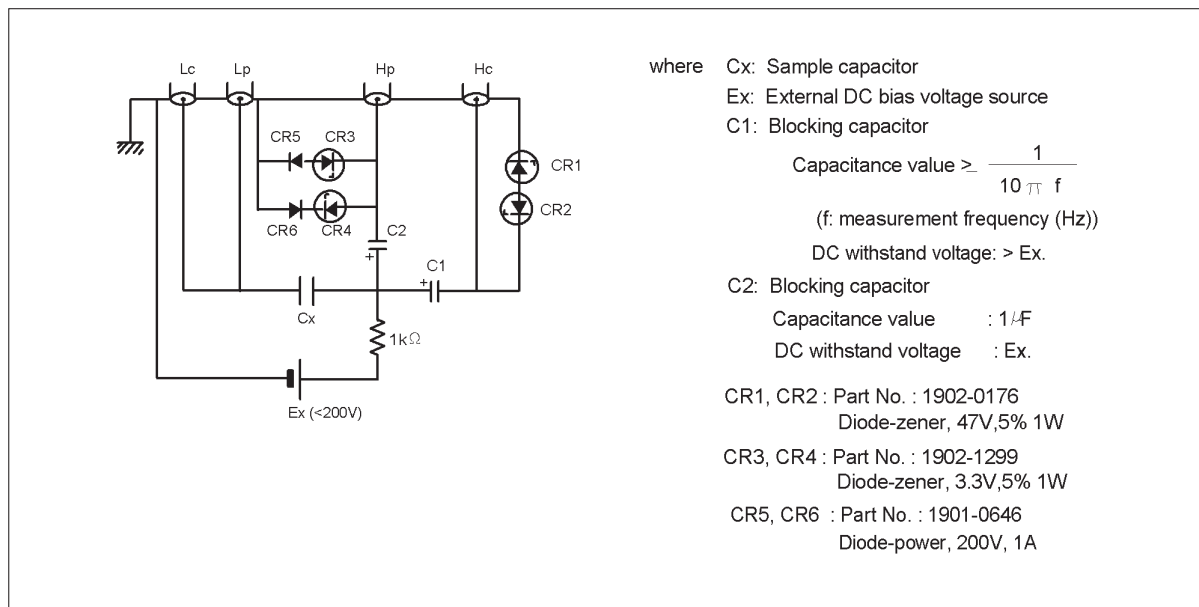 Lc Lp Hp Hc
CR5 CR3
CR1
CR6 CR4
CR2
C2
+
C1
+
Cx
1kΩ
Ex (<200V)
where Cx: Sample capacitor
Ex: External DC bias voltage source
C1: Blocking capacitor
Capacitance value ≥ 1
10 π f
(f: measurement frequency (Hz))
DC withstand voltage: > Ex.
C2: Blocking capacitor
Capacitance value : 1μF
DC withstand voltage : Ex.
CR1, CR2 : Part No. : 1902-0176
Diode-zener, 47V,5% 1W
CR3, CR4 : Part No. : 1902-1299
Diode-zener, 3.3V,5% 1W
CR5, CR6 : Part No. : 1901-0646
Diode-power, 200V, 1A